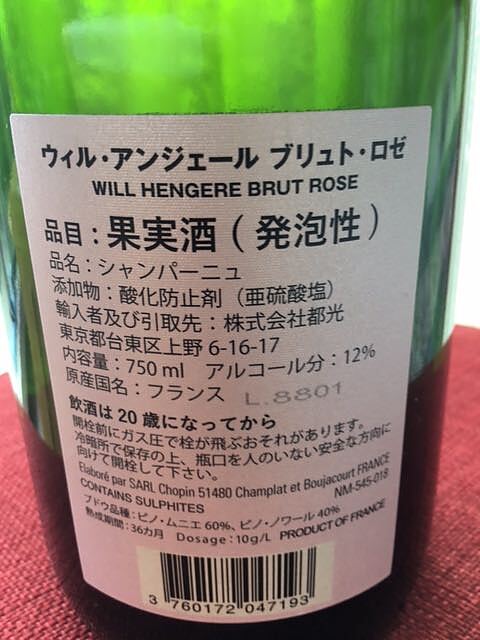 ウィル・アンジェール ブリュト・ロゼ
WILL HENGERE BRUT ROSE
品目：果実酒（発泡性）
品名：シャンパーニュ
添加物：酸化防止剤（亜硫酸塩）
輸入者及び引取先：株式会社都光
東京都台東区上野 6-16-17
内容量：750 ml　アルコール分：12%
原産国名：フランス　L.8801
飲酒は 20 歳になってから
開栓前にガス圧で栓が飛ぶおそれがあります。
冷暗所で保存の上、瓶口を人のいない安全な方向に
向けて開栓して下さい。
Elaboré par SARL Chopin 51480 Champlat et Boujacourt FRANCE
NM-545-018
CONTAINS SULPHITES
ブドウ品種：ピノ・ムニエ 60%、ピノ・ノワール 40%
熟成期間：36カ月　Dosage：10g/L　PRODUCT OF FRANCE
3 760172 047193